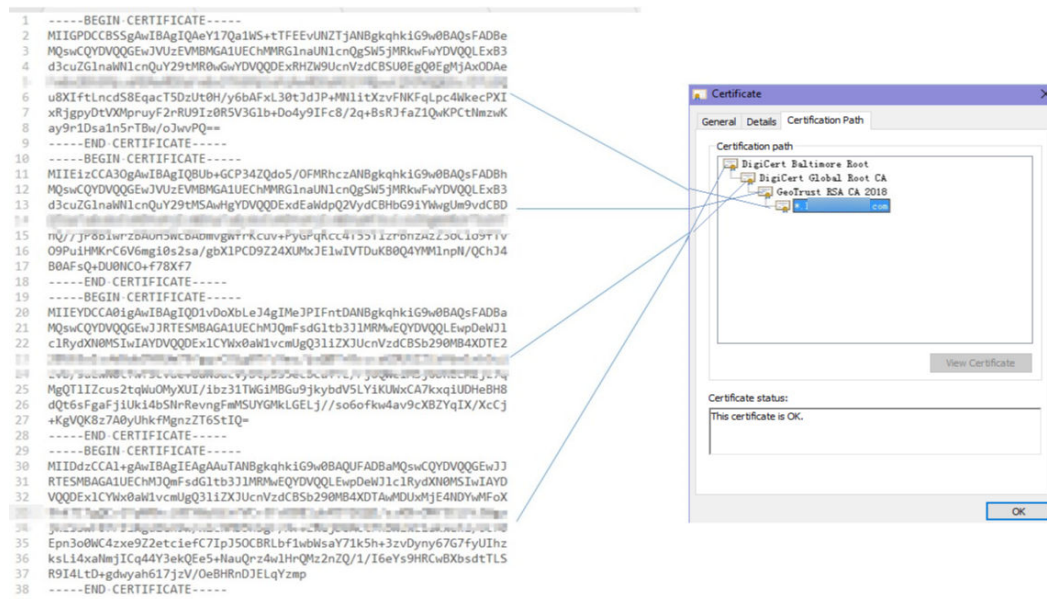 1 -----BEGIN CERTIFICATE-----
2 MIIGPDCCBSSgAwIBAgIQAeY17Qa1WS+tTFEEvUNZTjANBgkqhkiG9w0BAQsFADBe
3 MQswCQYDVQQGEwJVUzEVMBMGA1UEChMMRGlnaUNlcnQgSW5jMRkwFwYDVQQLExB3
4 d3cuZGlnaWNlcnQuY29tMR0wGwYDVQQDExRHZW9UcnVzdCBSU0EgQ0EgMjAxODAe
6 u8XIftLncdS8EqacT5DzUt0H/y6bAFxL30tJdJP+MNlitXzvFNKFqLpc4WkecPXI
7 xRjgpyDtVXMpruyF2rRU9Iz0R5V3Glb+Do4y9IFc8/2q+BsRJfaZ1QwKPCtNmzwK
8 ay9r1Dsa1n5rTBw/oJwvPQ==
9 -----END CERTIFICATE-----
10 -----BEGIN CERTIFICATE-----
11 MIIEizCCA3OgAwIBAgIQBUb+GCP34ZQdo5/OFMRhczANBgkqhkiG9w0BAQsFADBh
12 MQswCQYDVQQGEwJVUzEVMBMGA1UEChMMRGlnaUNlcnQgSW5jMRkwFwYDVQQLExB3
13 d3cuZGlnaWNlcnQuY29tMSAwHgYDVQQDExdEaWdpQ2VydCBHbG9iYWwgUm9vdCBD
15
16 O9PuiHMKrC6V6mgi0s2sa/gbXlPCD9Z24XUMxJElwIVTDuKB0Q4YMMlnpN/QChJ4
17 B0AFsQ+DU0NCO+f78Xf7
18 -----END CERTIFICATE-----
19 -----BEGIN CERTIFICATE-----
20 MIIEYDCCA0igAwIBAgIQD1vDoXbLeJ4gIMeJPIFntDANBgkqhkiG9w0BAQsFADBa
21 MQswCQYDVQQGEwJJRTESMBAGA1UEChMJQmFsdGltb3JlMRMwEQYDVQQLEwpDeWJl
22 clRydXN0MSIwIAYDVQQDExlCYWx0aW1vcmUgQ3liZXJUcnVzdCBSb290MB4XDTE2
25 MgQTlIZcus2tqWuOMyXUI/ibz31TWGiMBGu9jkybdV5LYiKUWxCA7kxqiUDHeBH8
26 dQt6sFgaFjiUki4bSNrRevngFmMSUYGMkLGELj//so6ofkw4av9cXBZYqIX/XcCj
27 +KgVQK8z7A0yUhkfMgnzZT6StIQ=
28 -----END CERTIFICATE-----
29 -----BEGIN CERTIFICATE-----
30 MIIDdzCCAl+gAwIBAgIEAgAAuTANBgkqhkiG9w0BAQUFADBaMQswCQYDVQQGEwJJ
31 RTESMBAGA1UEChMJQmFsdGltb3JlMRMwEQYDVQQLEwpDeWJlclRydXN0MSIwIAYD
32 VQQDExlCYWx0aW1vcmUgQ3liZXJUcnVzdCBSb290MB4XDTAwMDUxMjE4NDYwMFoX
35 Epn3o0WC4zxe9Z2etciefC7IpJ5OCBRLbf1wbWsaY71k5h+3zvDyny67G7fyUIhz
36 ksLi4xaNmjICq44Y3ekQEe5+NauQrz4wlHrQMz2nZQ/1/I6eYs9HRCwBXbsdtTLS
37 R9I4LtD+gdwyah617jzV/OeBHRnDJELqYzmp
38 -----END CERTIFICATE-----
Certificate
General Details Certification Path
Certification path
DigiCert Baltimore Root
DigiCert Global Root CA
GeoTrust RSA CA 2018
com
View Certificate
Certificate status:
This certificate is OK.
OK